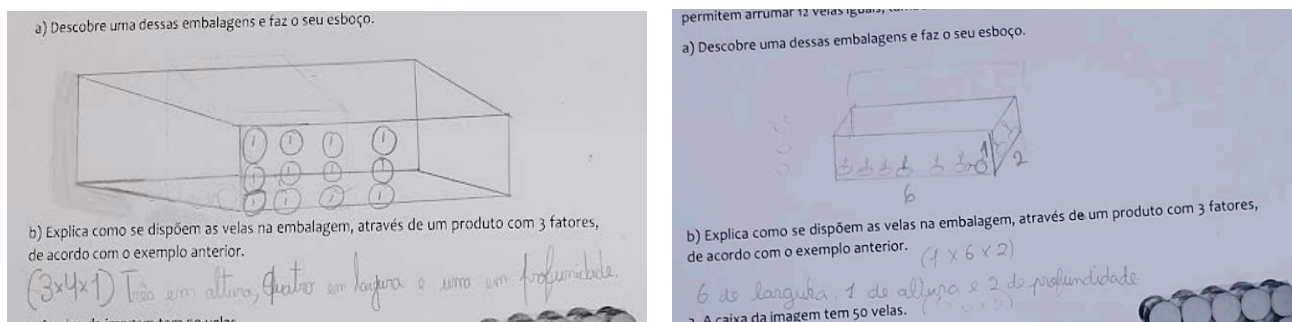 a) Descobre uma dessas embalagens e faz o seu esboço.
b) Explica como se dispõem as velas na embalagem, através de um produto com 3 fatores,
de acordo com o exemplo anterior.
(3x4x1) Três em altura, quatro em largura e uma em profunidade.
permitem arrumar 12 velas iguais,
a) Descobre uma dessas embalagens e faz o seu esboço.
1
2
6
b) Explica como se dispõem as velas na embalagem, através de um produto com 3 fatores,
de acordo com o exemplo anterior. (1 x 6 x 2)
6 de largura, 1 de altura e 2 de profundidade
A caixa da imagem tem 50 velas.